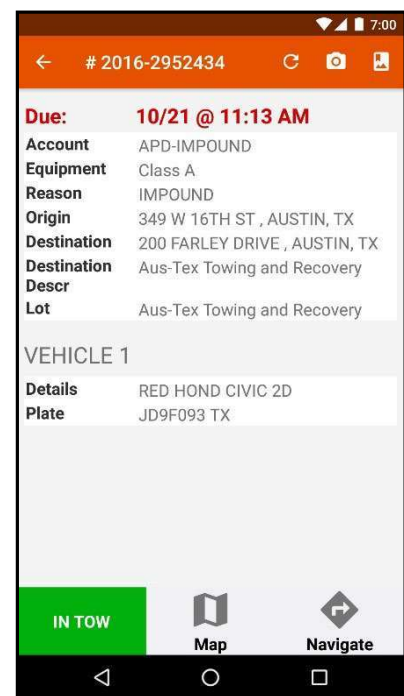 7:00
# 2016-2952434
Due: 10/21 @ 11:13 AM
Account APD-IMPOUND
Equipment Class A
Reason IMPOUND
Origin 349 W 16TH ST , AUSTIN, TX
Destination 200 FARLEY DRIVE , AUSTIN, TX
Destination Aus-Tex Towing and Recovery
Descr
Lot Aus-Tex Towing and Recovery
VEHICLE 1
Details RED HOND CIVIC 2D
Plate JD9F093 TX
IN TOW
Map Navigate